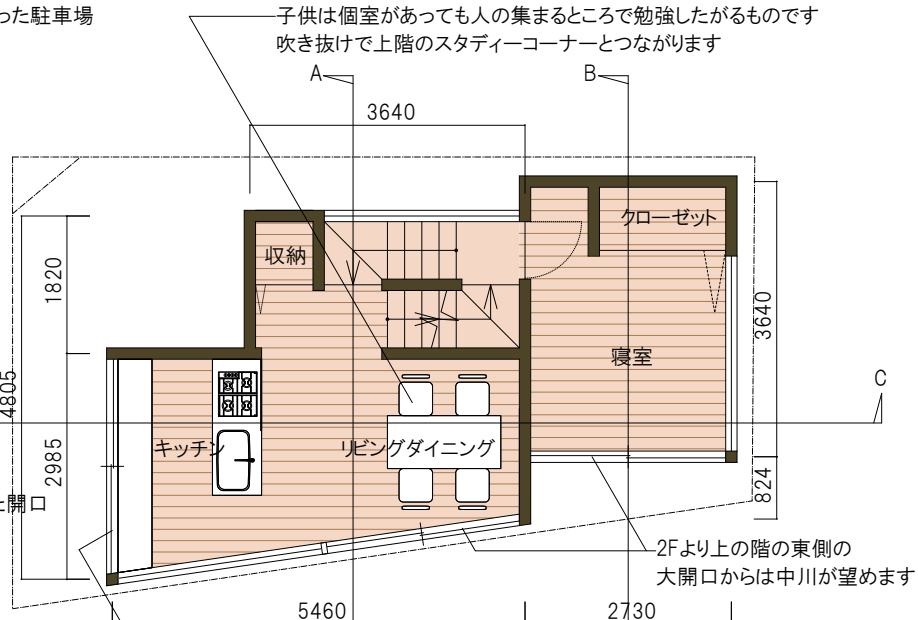 った駐車場
子供は個室があっても人の集まるところで勉強したがるものです
吹き抜けで上階のスタディーコーナーとつながります
A
B
3640
クローゼット
収納
1820
3640
寝室
C
4805
2985
キッチン
リビングダイニング
開口
824
2Fより上の階の東側の
大開口からは中川が望めます
5460
2730